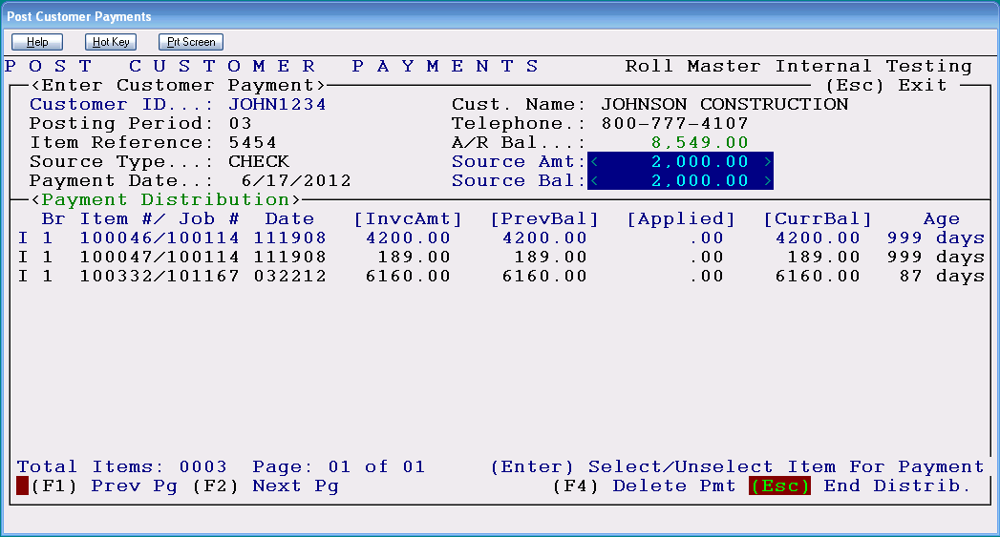 Post Customer Payments
Help Hot Key Prt Screen
P O S T   C U S T O M E R   P A Y M E N T S   Roll Master Internal Testing
<Enter Customer Payment> (Esc) Exit
Customer ID...: JOHN1234 Cust. Name: JOHNSON CONSTRUCTION
Posting Period: 03 Telephone.: 800-777-4107
Item Reference: 5454 A/R Bal...: 8,549.00
Source Type...: CHECK Source Amt:< 2,000.00 >
Payment Date..: 6/17/2012 Source Bal:< 2,000.00 >
<Payment Distribution>
Br Item #/ Job # Date [InvcAmt] [PrevBal] [Applied] [CurrBal] Age
I 1 100046/100114 111908 4200.00 4200.00 .00 4200.00 999 days
I 1 100047/100114 111908 189.00 189.00 .00 189.00 999 days
I 1 100332/101167 032212 6160.00 6160.00 .00 6160.00 87 days
Total Items: 0003 Page: 01 of 01 (Enter) Select/Unselect Item For Payment
(F1) Prev Pg (F2) Next Pg (F4) Delete Pmt (Esc) End Distrib.